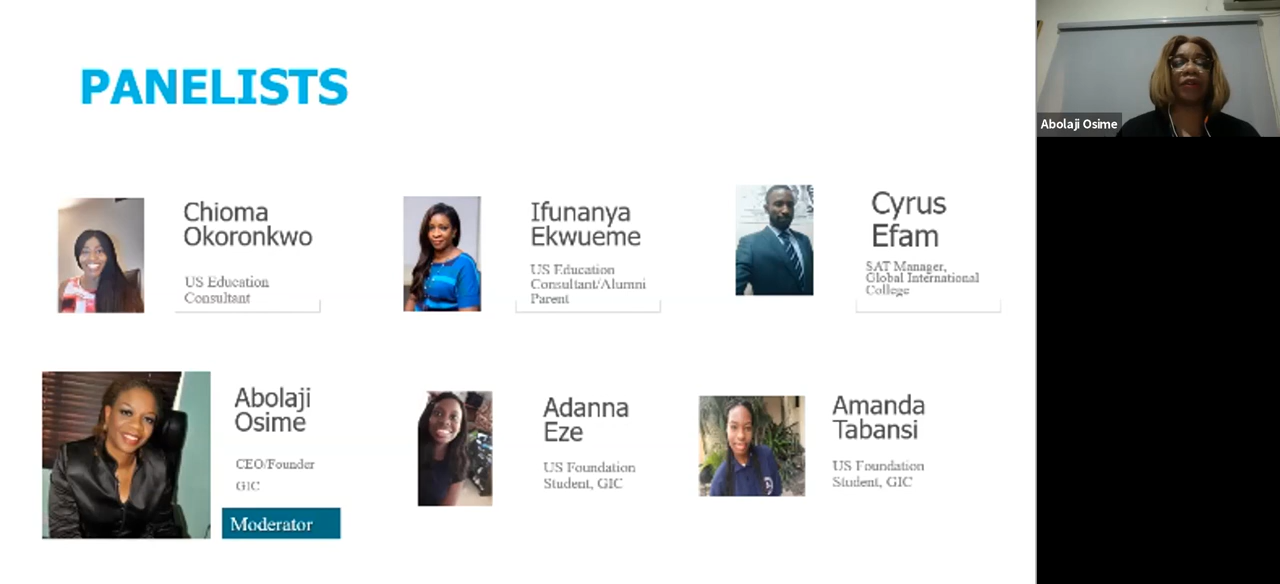 PANELISTS
Abolaji Osime
Chioma
Okoronkwo
US Education
Consultant
Ifunanya
Ekwueme
US Education
Consultant/Alumni
Parent
Cyrus
Efam
SAT Manager,
Global International
College
Abolaji
Osime
CEO/Founder
GIC
Moderator
Adanna
Eze
US Foundation
Student, GIC
Amanda
Tabansi
US Foundation
Student, GIC